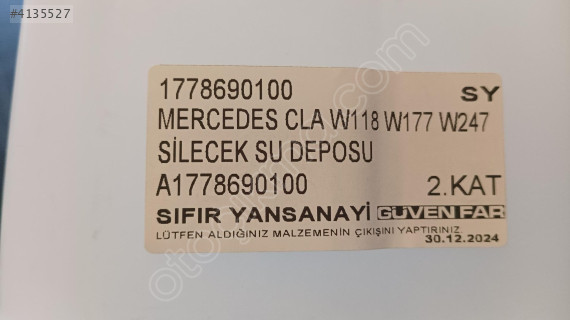 #4135527
1778690100 SY
MERCEDES CLA W118 W177 W247
SİLECEK SU DEPOSU
A1778690100 2.KAT
SIFIR YANSANAYİ GÜVEN FAR
LÜTFEN ALDIĞINIZ MALZEMENİN ÇIKIŞINI YAPTIRINIZ.
30.12.2024